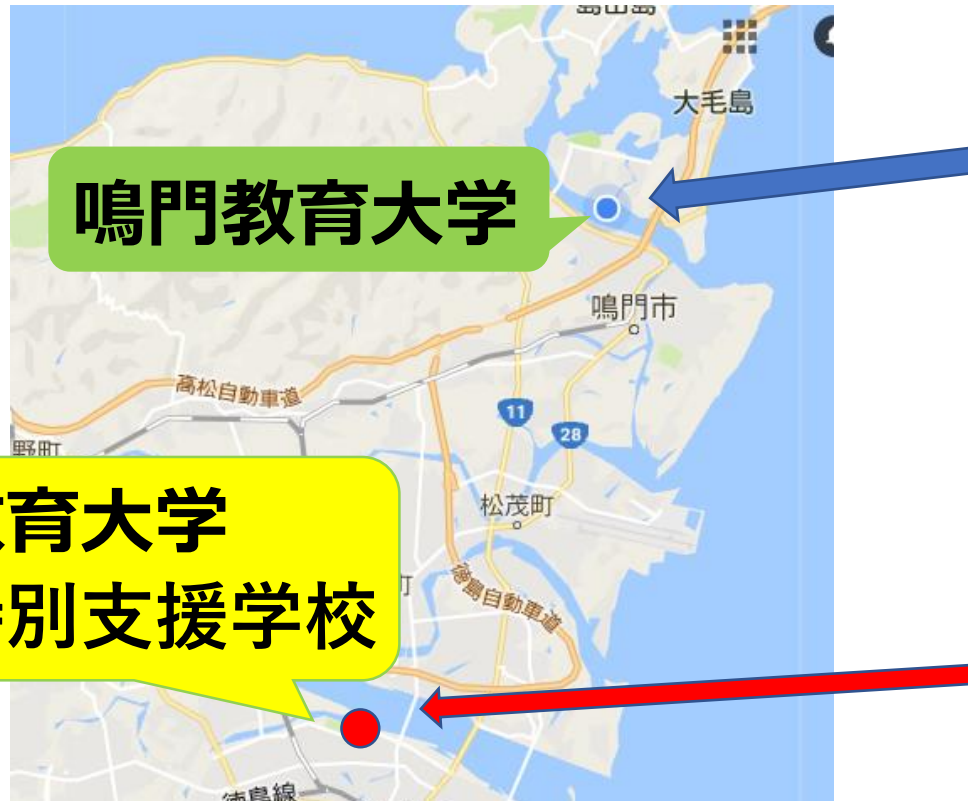 大毛島
鳴門教育大学
鳴門市
高松自動車道
11
28
野町
松茂町
育大学
別支援学校
徳島自動車道
徳島線